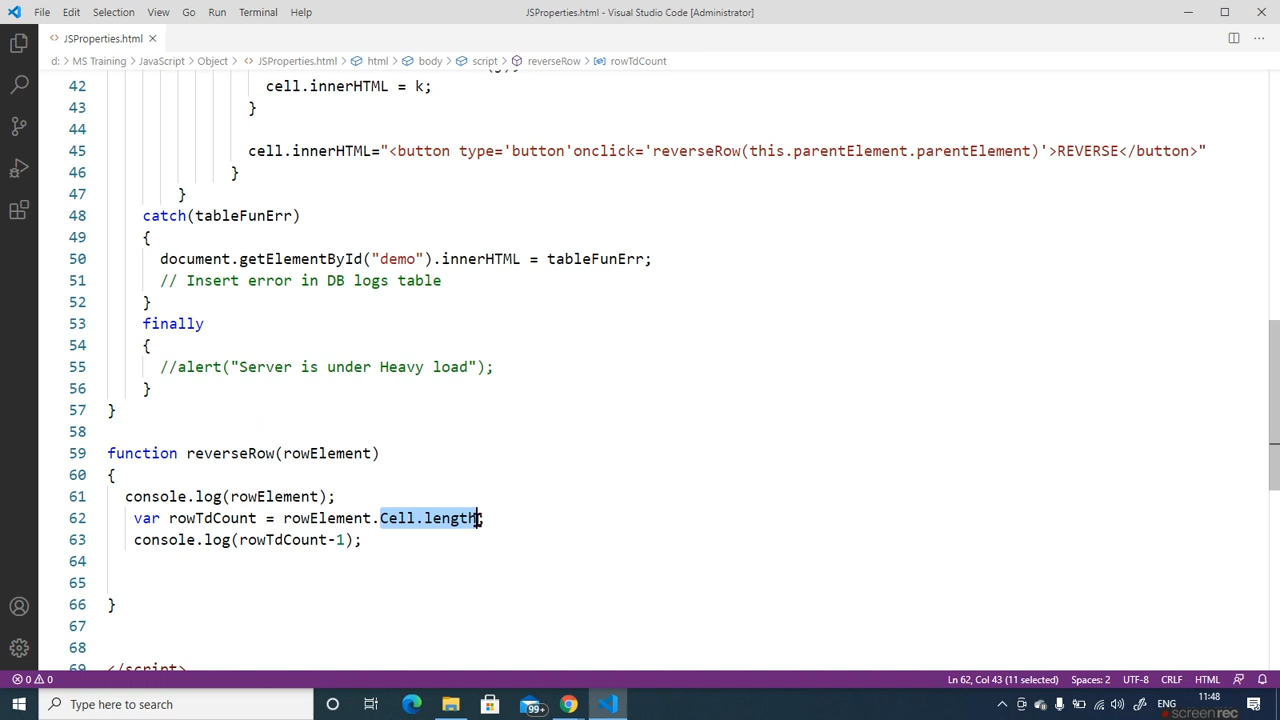 File Edit Selection View Go Run Terminal Help JSProperties.html - Visual Studio Code [Administrator]
JSProperties.html
d: > MS Training > JavaScript > Object > JSProperties.html > html > body > script > reverseRow > rowTdCount
42 cell.innerHTML = k;
43 }
44
45 cell.innerHTML="<button type='button'onclick='reverseRow(this.parentElement.parentElement)'>REVERSE</button>"
46 }
47 }
48 catch(tableFunErr)
49 {
50 document.getElementById("demo").innerHTML = tableFunErr;
51 // Insert error in DB logs table
52 }
53 finally
54 {
55 //alert("Server is under Heavy load");
56 }
57 }
58
59 function reverseRow(rowElement)
60 {
61 console.log(rowElement);
62 var rowTdCount = rowElement.Cell.length;
63 console.log(rowTdCount-1);
64
65
66 }
67
68
69 </script>
0 0 Ln 62, Col 43 (11 selected) Spaces: 2 UTF-8 CRLF HTML
Type here to search 99+ ENG 11:48
screenrec